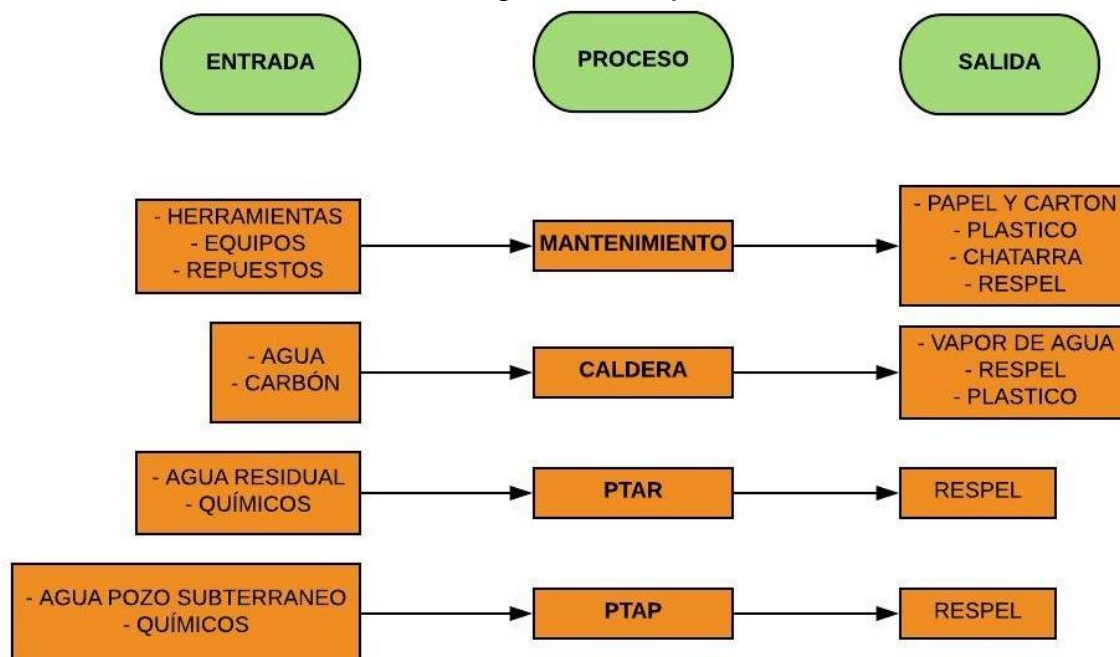 ENTRADA
PROCESO
SALIDA
- HERRAMIENTAS
- EQUIPOS
- REPUESTOS
MANTENIMIENTO
- PAPEL Y CARTON
- PLASTICO
- CHATARRA
- RESPEL
- AGUA
- CARBÓN
CALDERA
- VAPOR DE AGUA
- RESPEL
- PLASTICO
- AGUA RESIDUAL
- QUÍMICOS
PTAR
RESPEL
- AGUA POZO SUBTERRANEO
- QUÍMICOS
PTAP
RESPEL